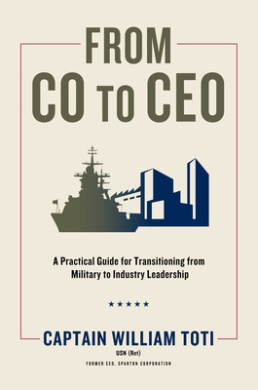 FROM
CO TO CEO
A Practical Guide for Transitioning from
Military to Industry Leadership
CAPTAIN WILLIAM TOTI
USN (Ret)
FORMER CEO, SPARTON CORPORATION